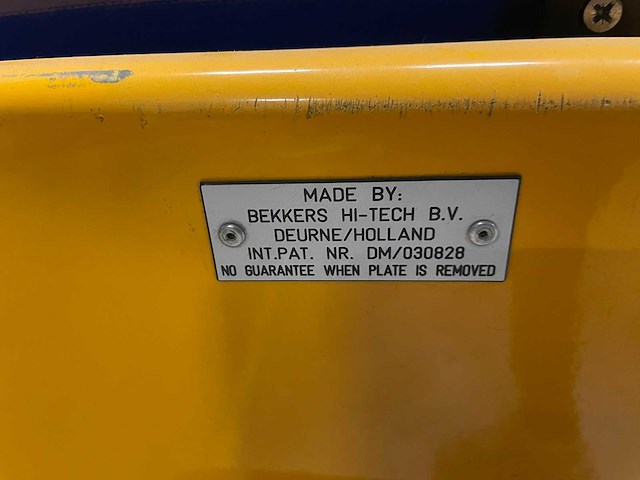 MADE BY:
BEKKERS HI-TECH B.V.
DEURNE/HOLLAND
INT.PAT. NR. DM/030828
NO GUARANTEE WHEN PLATE IS REMOVED